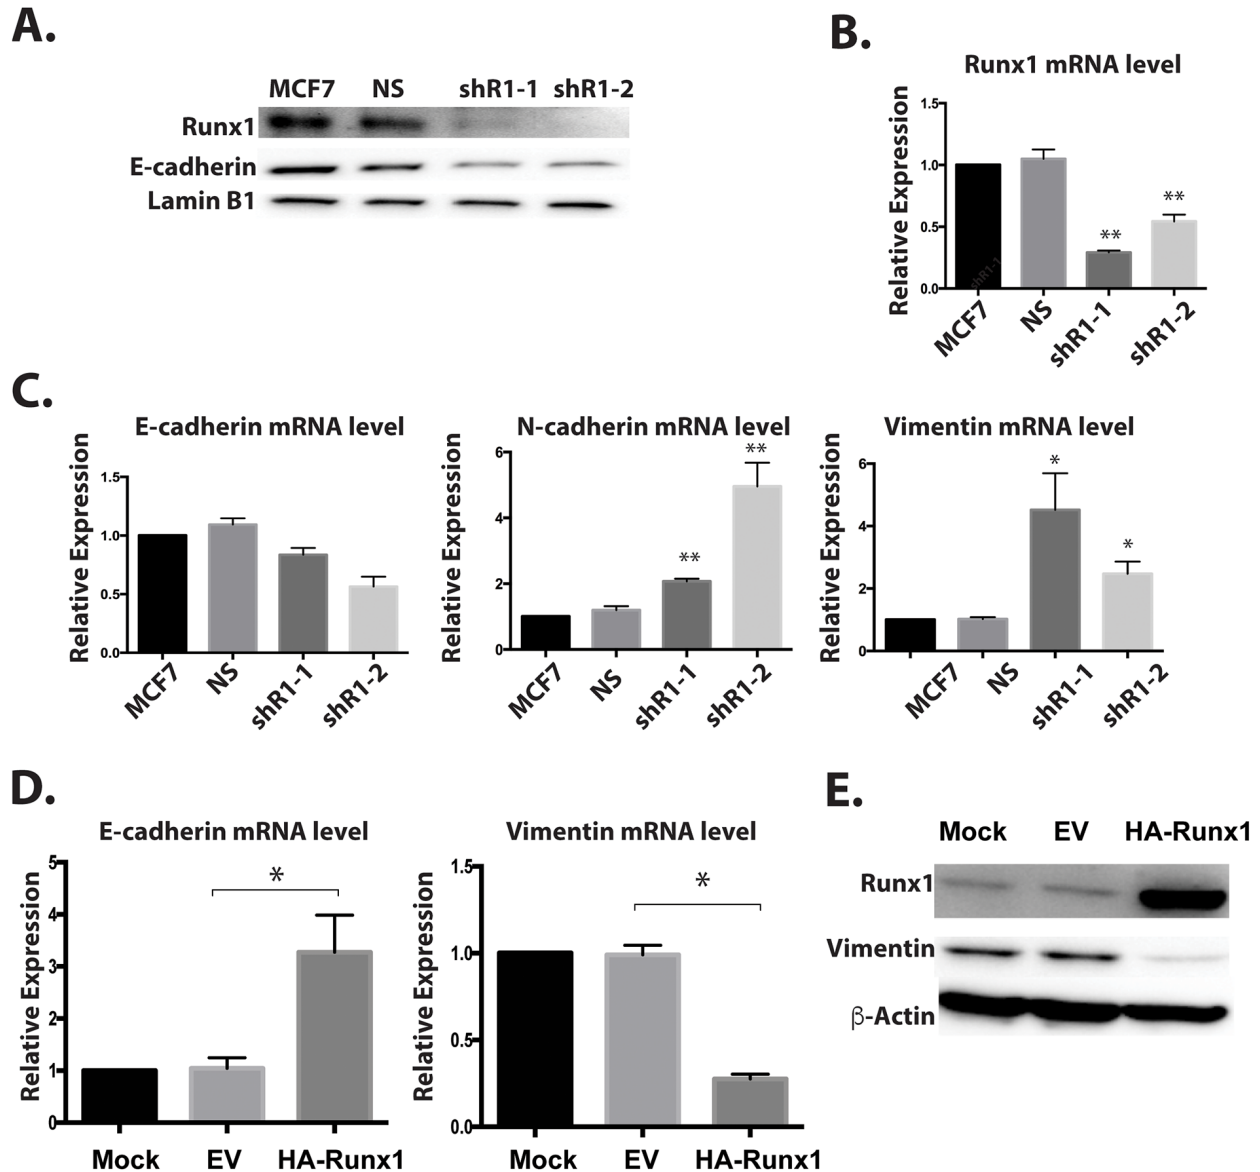 A.
MCF7 NS shR1-1 shR1-2
Runx1
E-cadherin
Lamin B1
B.
Runx1 mRNA level
Relative Expression
1.5
1.0
0.5
0.0
** **
shR1-1
MCF7 NS shR1-1 shR1-2
C.
E-cadherin mRNA level
Relative Expression
1.5
1.0
0.5
0.0
MCF7 NS shR1-1 shR1-2
N-cadherin mRNA level
Relative Expression
6
4
2
0
** **
MCF7 NS shR1-1 shR1-2
Vimentin mRNA level
Relative Expression
6
4
2
0
* *
MCF7 NS shR1-1 shR1-2
D.
E-cadherin mRNA level
Relative Expression
5
4
3
2
1
0
*
Mock EV HA-Runx1
Vimentin mRNA level
Relative Expression
1.5
1.0
0.5
0.0
*
Mock EV HA-Runx1
E.
Mock EV HA-Runx1
Runx1
Vimentin
β-Actin